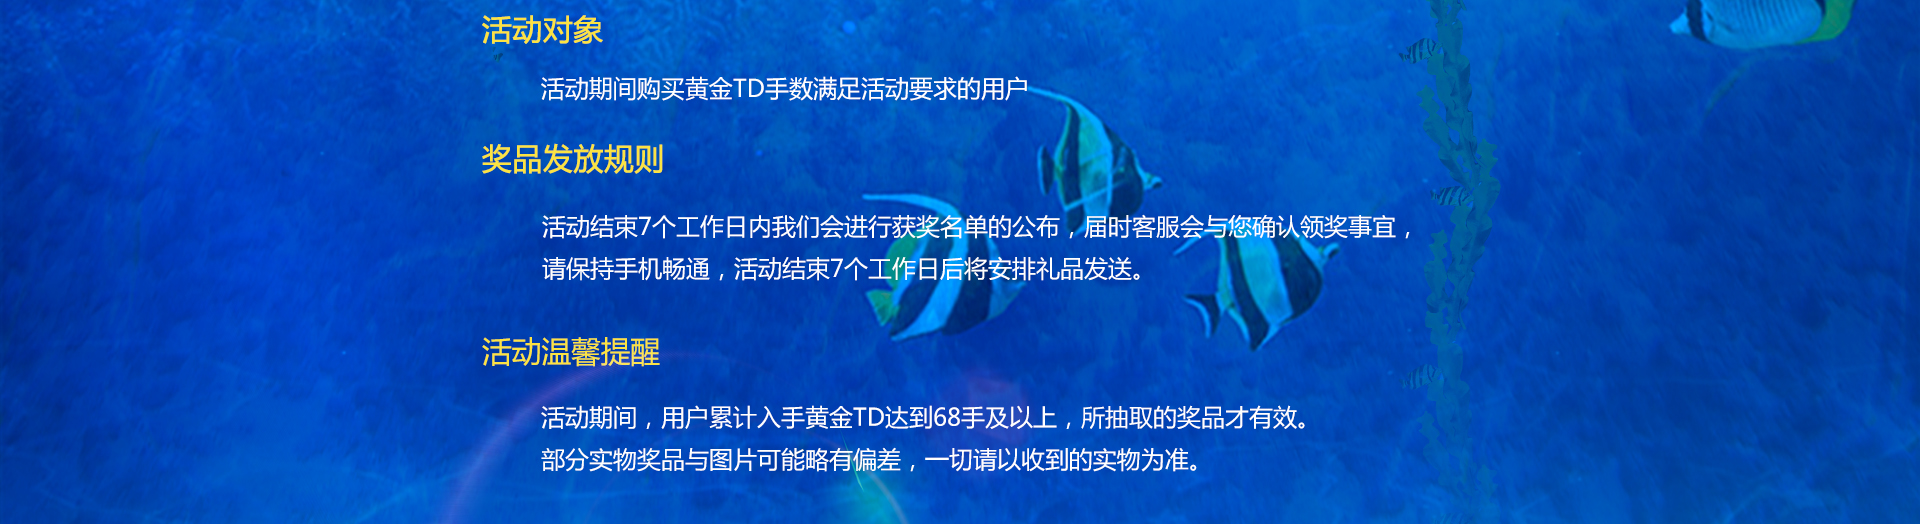 活动对象
活动期间购买黄金TD手数满足活动要求的用户
奖品发放规则
活动结束7个工作日内我们会进行获奖名单的公布，届时客服会与您确认领奖事宜，
请保持手机畅通，活动结束7个工作日后将安排礼品发送。
活动温馨提醒
活动期间，用户累计入手黄金TD达到68手及以上，所抽取的奖品才有效。
部分实物奖品与图片可能略有偏差，一切请以收到的实物为准。